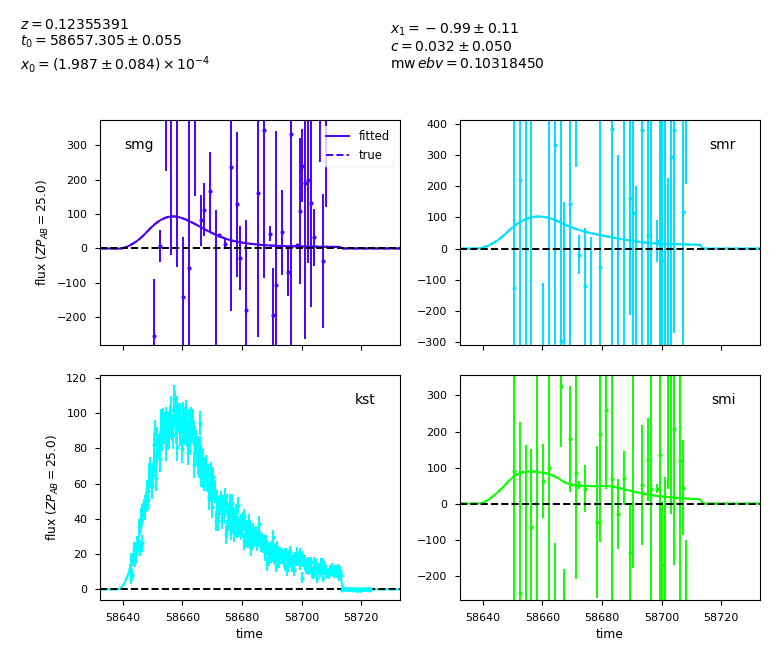 z = 0.12355391
t₀ = 58657.305 ± 0.055
x₀ = (1.987 ± 0.084) × 10⁻⁴
x₁ = −0.99 ± 0.11
c = 0.032 ± 0.050
mw ebv = 0.10318450
smg
fitted
true
flux (ZP_AB = 25.0)
300
200
100
0
−100
−200
smr
400
300
200
100
0
−100
−200
−300
kst
flux (ZP_AB = 25.0)
120
100
80
60
40
20
0
58640 58660 58680 58700 58720
time
smi
300
200
100
0
−100
−200
58640 58660 58680 58700 58720
time